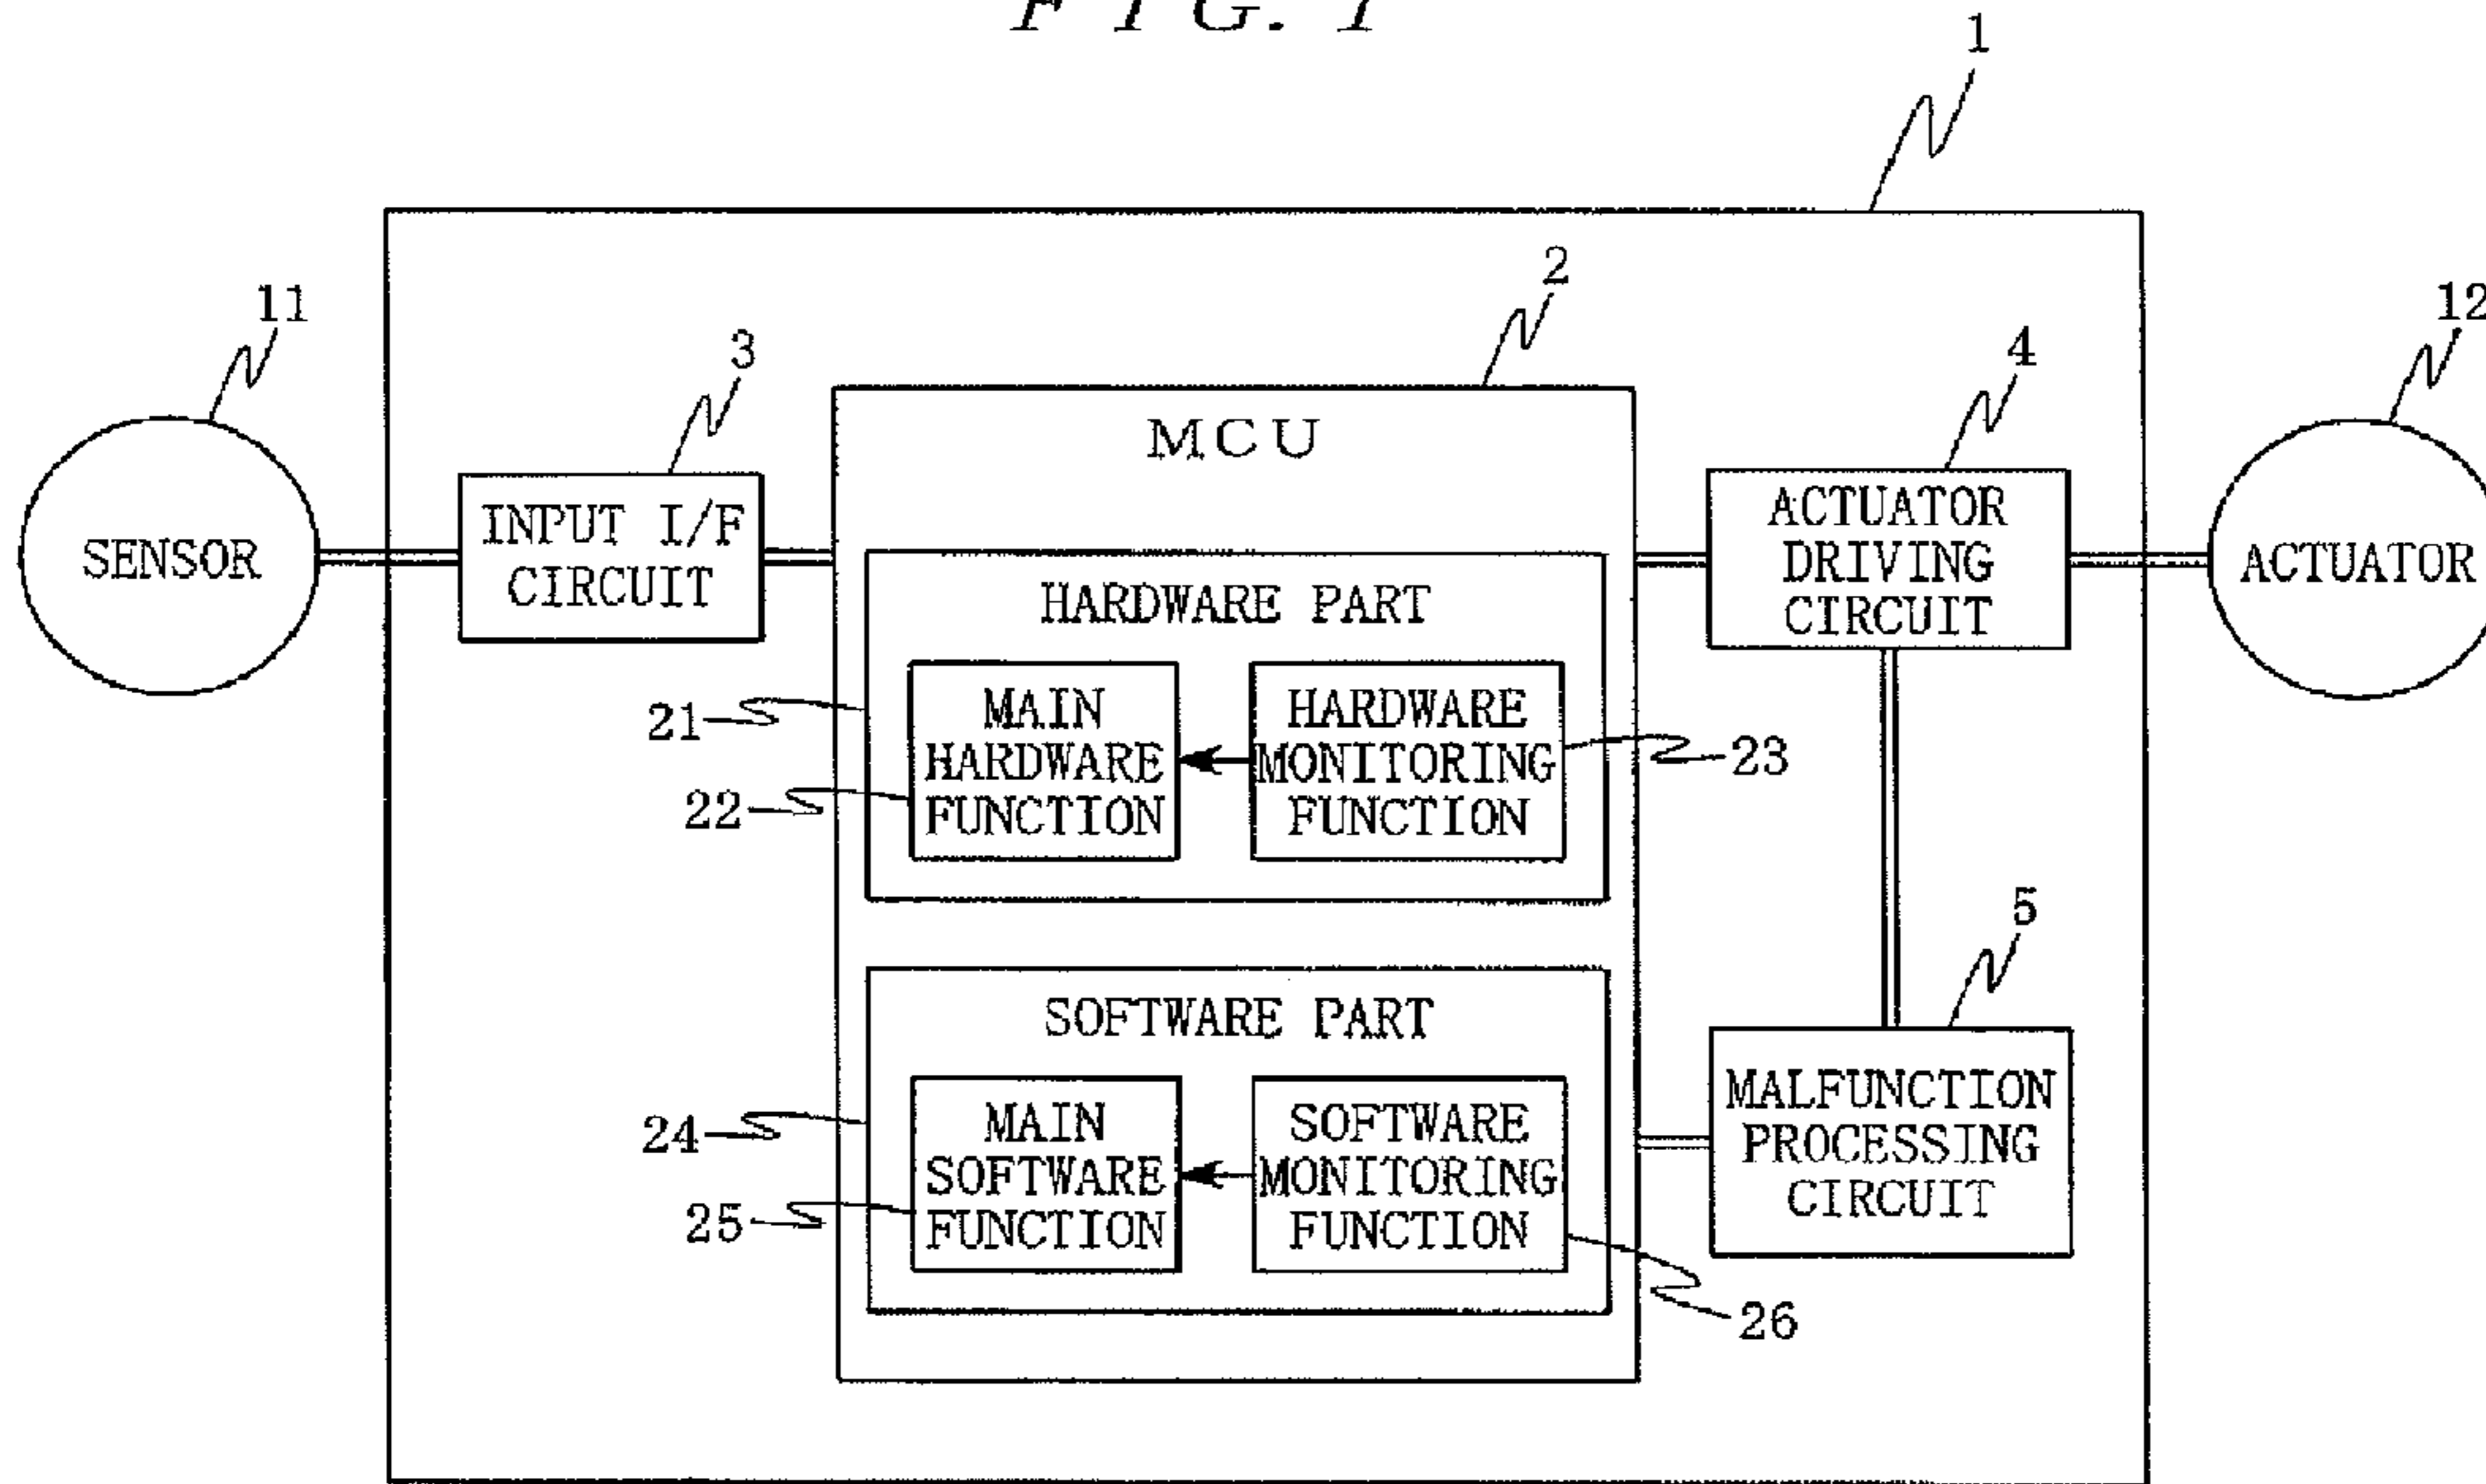 FIG. 1
1
2
11
3
4
12
MCU
SENSOR
INPUT I/F
CIRCUIT
ACTUATOR
DRIVING
CIRCUIT
ACTUATOR
HARDWARE PART
21
22
MAIN
HARDWARE
FUNCTION
HARDWARE
MONITORING
FUNCTION
23
5
SOFTWARE PART
24
25
MAIN
SOFTWARE
FUNCTION
SOFTWARE
MONITORING
FUNCTION
26
MALFUNCTION
PROCESSING
CIRCUIT